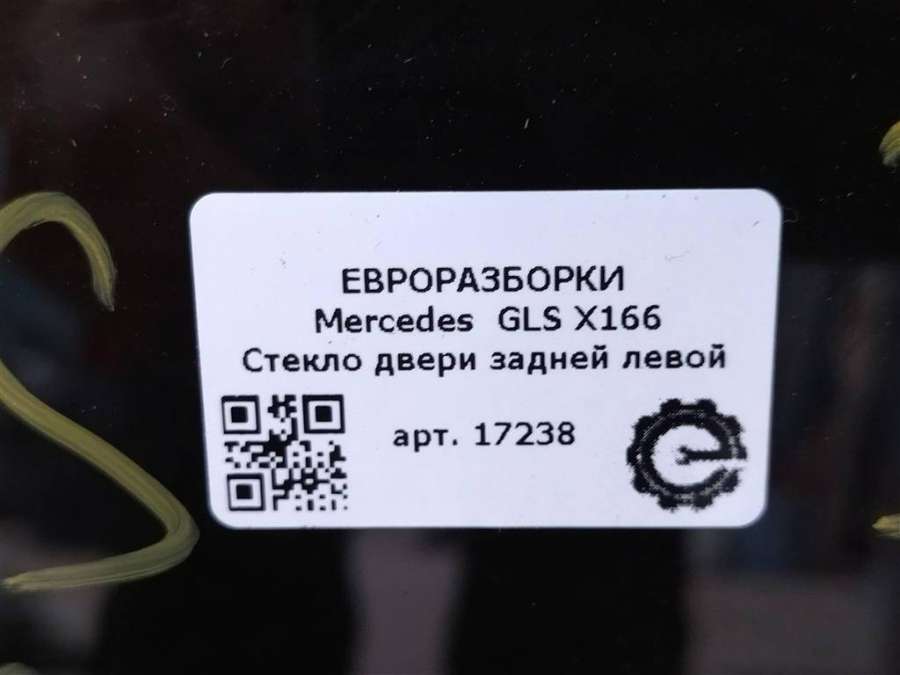 ЕВРОРАЗБОРКИ
Mercedes GLS X166
Стекло двери задней левой
арт. 17238